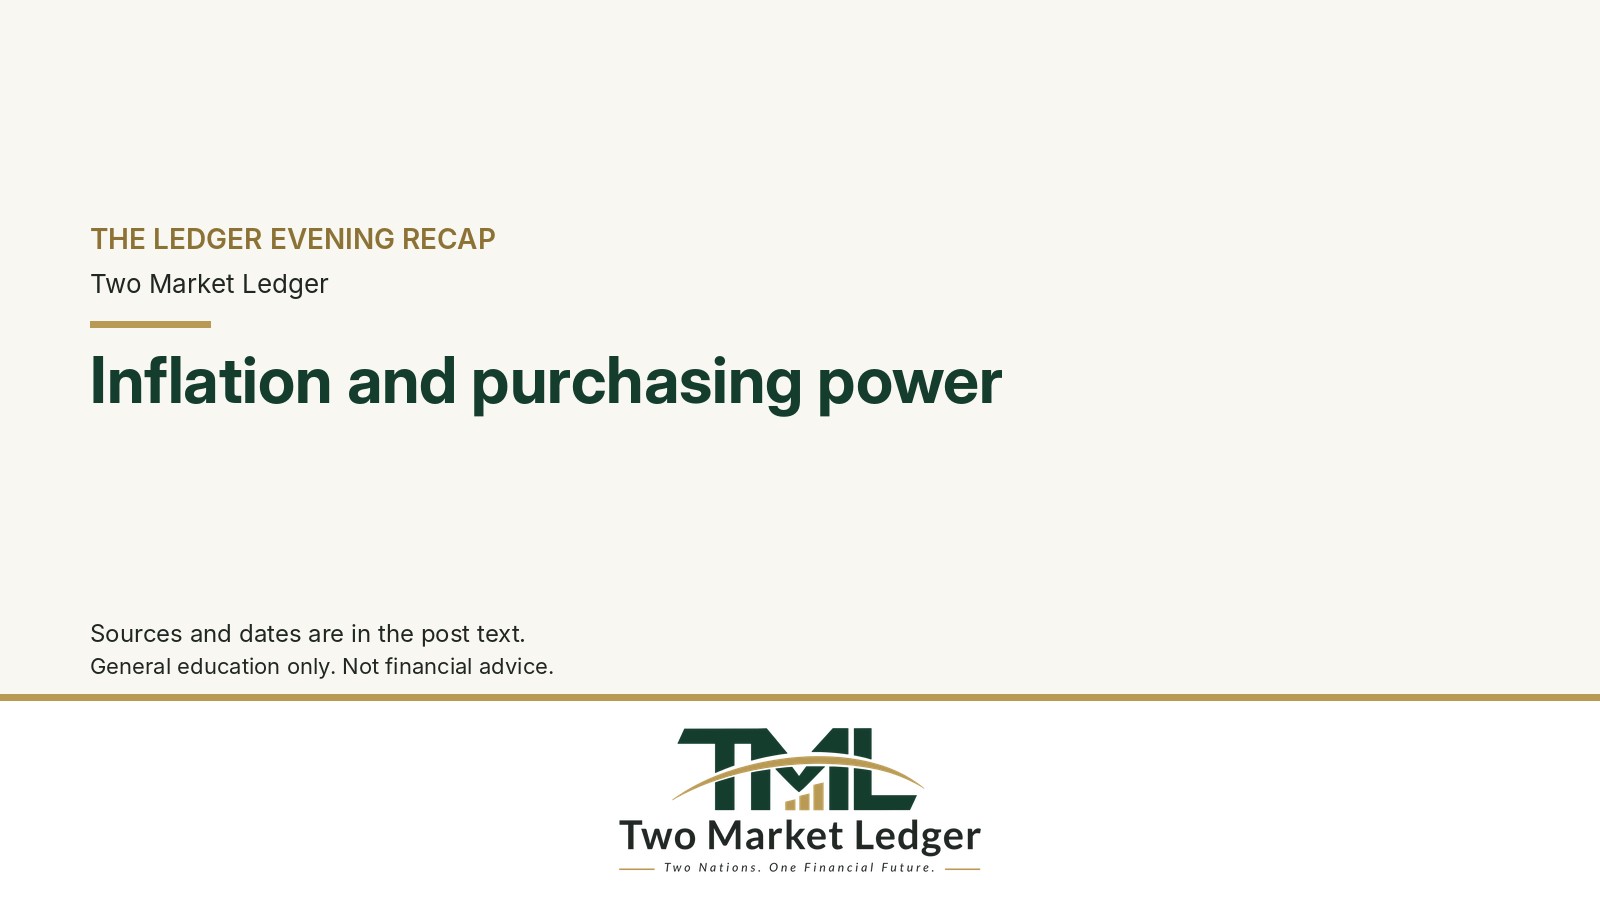 THE LEDGER EVENING RECAP
Two Market Ledger
Inflation and purchasing power
Sources and dates are in the post text.
General education only. Not financial advice.
TML
Two Market Ledger
Two Nations. One Financial Future.